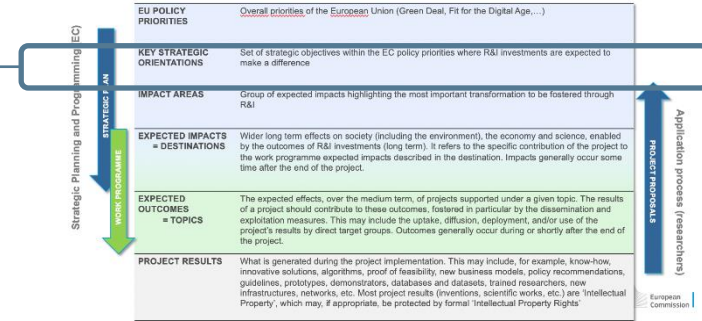 EU POLICY
PRIORITIES
Overall priorities of the European Union (Green Deal, Fit for the Digital Age,…)
KEY STRATEGIC
ORIENTATIONS
Set of strategic objectives within the EC policy priorities where R&I investments are expected to
make a difference
IMPACT AREAS
Group of expected impacts highlighting the most important transformation to be fostered through
R&I
EXPECTED IMPACTS
= DESTINATIONS
Wider long term effects on society (including the environment), the economy and science, enabled
by the outcomes of R&I investments (long term). It refers to the specific contribution of the project to
the work programme expected impacts described in the destination. Impacts generally occur some
time after the end of the project.
EXPECTED
OUTCOMES
= TOPICS
The expected effects, over the medium term, of projects supported under a given topic. The results
of a project should contribute to these outcomes, fostered in particular by the dissemination and
exploitation measures. This may include the uptake, diffusion, deployment, and/or use of the
project's results by direct target groups. Outcomes generally occur during or shortly after the end of
the project.
PROJECT RESULTS
What is generated during the project implementation. This may include, for example, know-how,
innovative solutions, algorithms, proof of feasibility, new business models, policy recommendations,
guidelines, prototypes, demonstrators, databases and datasets, trained researchers, new
infrastructures, networks, etc. Most project results (inventions, scientific works, etc.) are 'Intellectual
Property', which may, if appropriate, be protected by formal 'Intellectual Property Rights'
Strategic Planning and Programming (EC)
STRATEGIC PLAN
WORK PROGRAMME
PROJECT PROPOSALS
Application process (researchers)
European
Commission